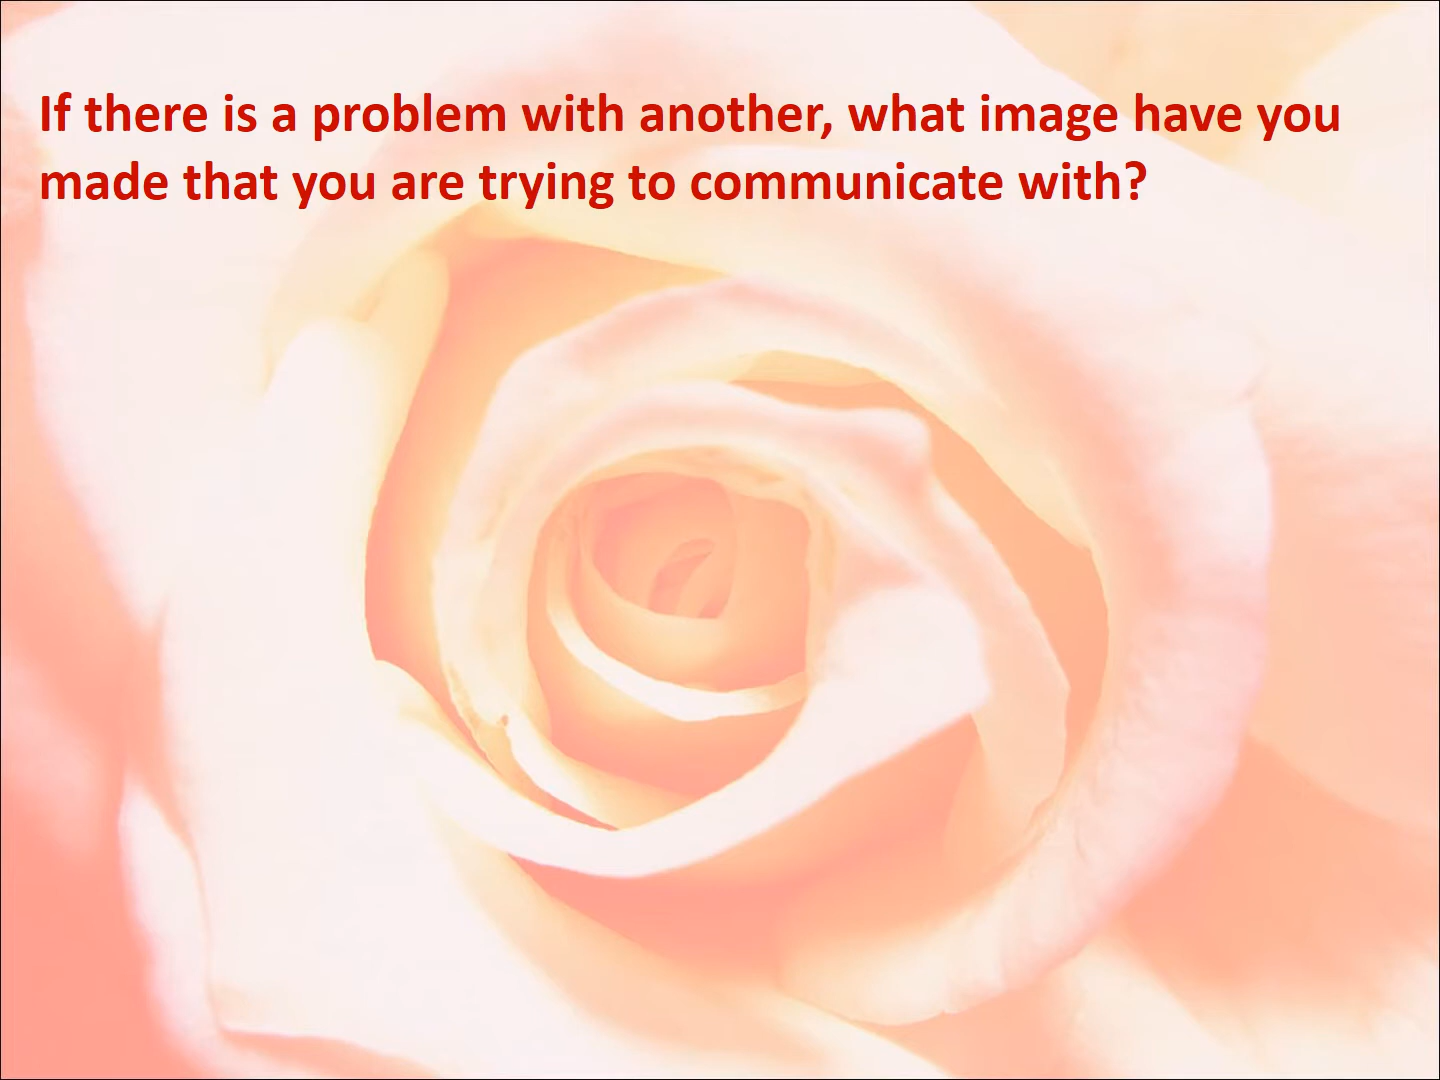 If there is a problem with another, what image have you
made that you are trying to communicate with?